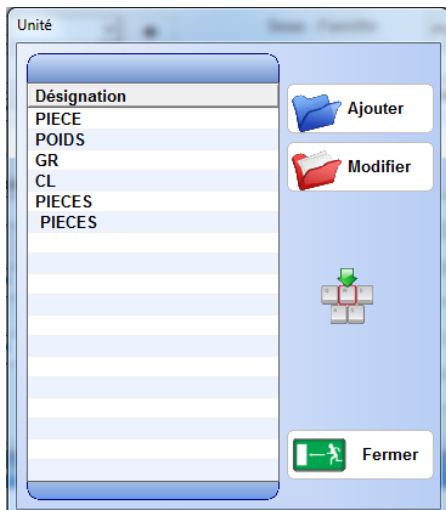 Unité
Désignation
PIECE
POIDS
GR
CL
PIECES
PIECES
Ajouter
Modifier
Fermer